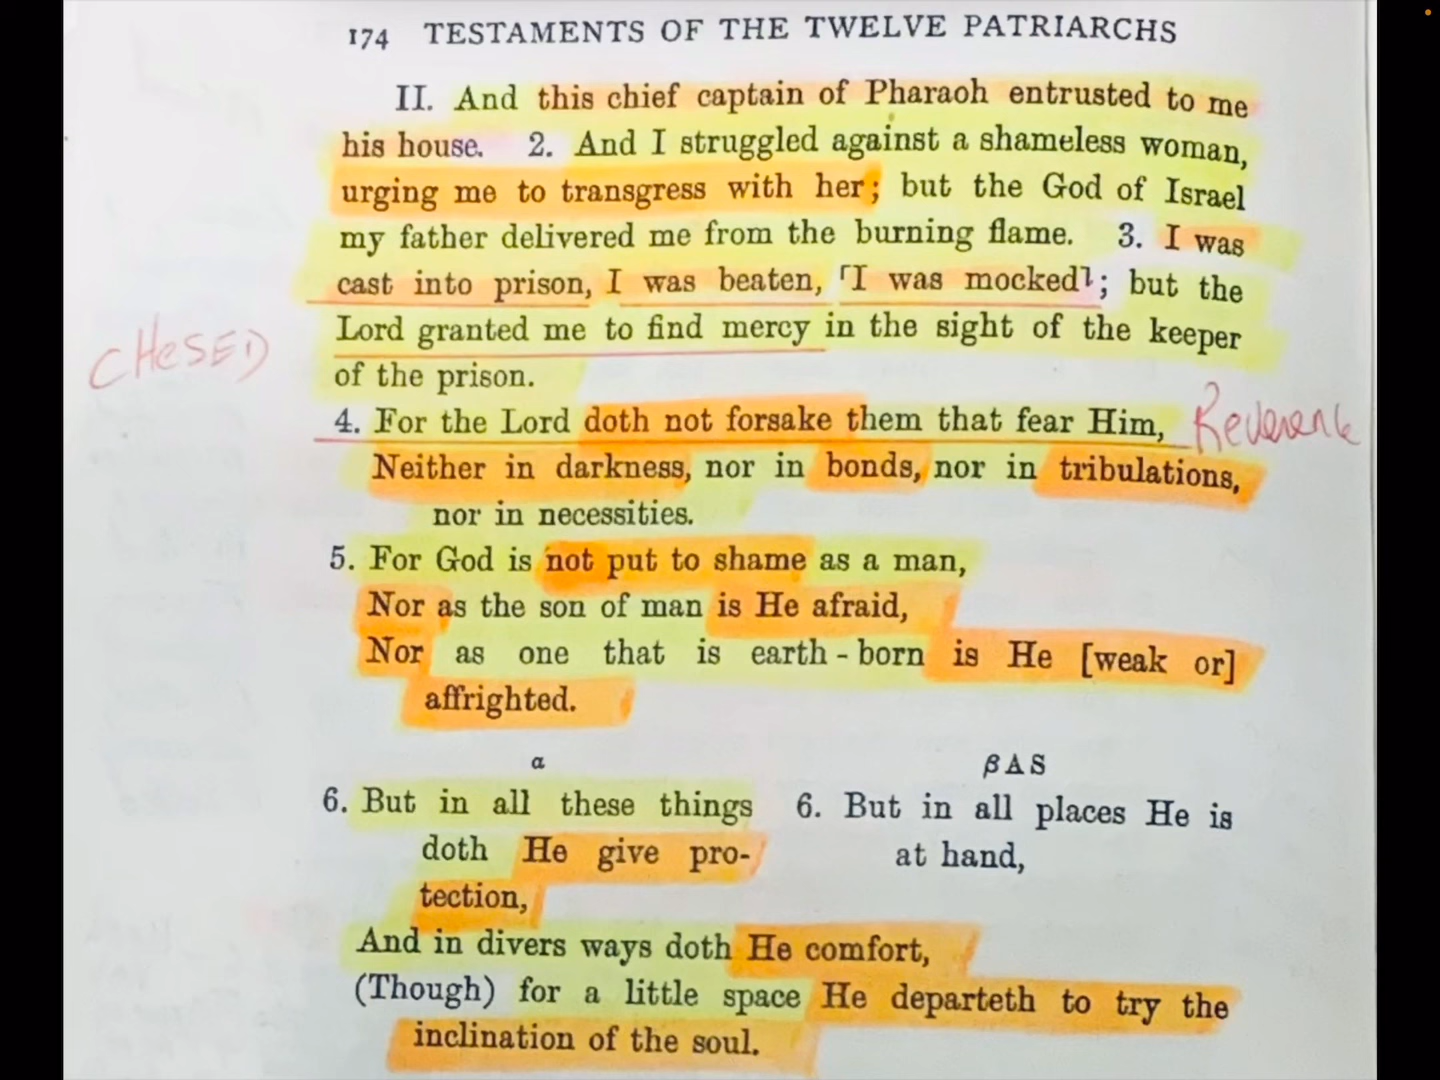 174 TESTAMENTS OF THE TWELVE PATRIARCHS
II. And this chief captain of Pharaoh entrusted to me
his house. 2. And I struggled against a shameless woman,
urging me to transgress with her; but the God of Israel
my father delivered me from the burning flame. 3. I was
cast into prison, I was beaten, ⌜I was mocked⌝; but the
Lord granted me to find mercy in the sight of the keeper
CHeSED
of the prison.
4. For the Lord doth not forsake them that fear Him,
Reverence
Neither in darkness, nor in bonds, nor in tribulations,
nor in necessities.
5. For God is not put to shame as a man,
Nor as the son of man is He afraid,
Nor as one that is earth-born is He [weak or]
affrighted.
α
6. But in all these things
doth He give pro-
tection,
β A S
6. But in all places He is
at hand,
And in divers ways doth He comfort,
(Though) for a little space He departeth to try the
inclination of the soul.